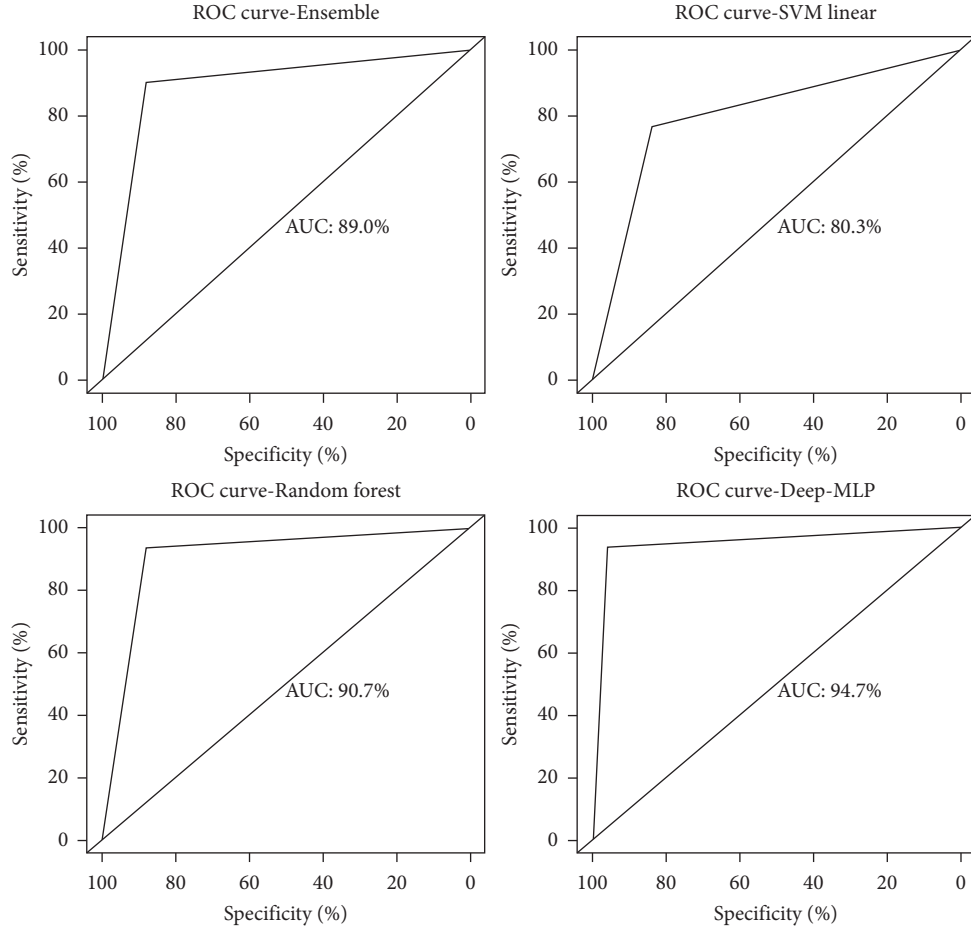 ROC curve-Ensemble
100
80
60
40
20
0
Sensitivity (%)
AUC: 89.0%
100 80 60 40 20 0
Specificity (%)
ROC curve-SVM linear
100
80
60
40
20
0
Sensitivity (%)
AUC: 80.3%
100 80 60 40 20 0
Specificity (%)
ROC curve-Random forest
100
80
60
40
20
0
Sensitivity (%)
AUC: 90.7%
100 80 60 40 20 0
Specificity (%)
ROC curve-Deep-MLP
100
80
60
40
20
0
Sensitivity (%)
AUC: 94.7%
100 80 60 40 20 0
Specificity (%)